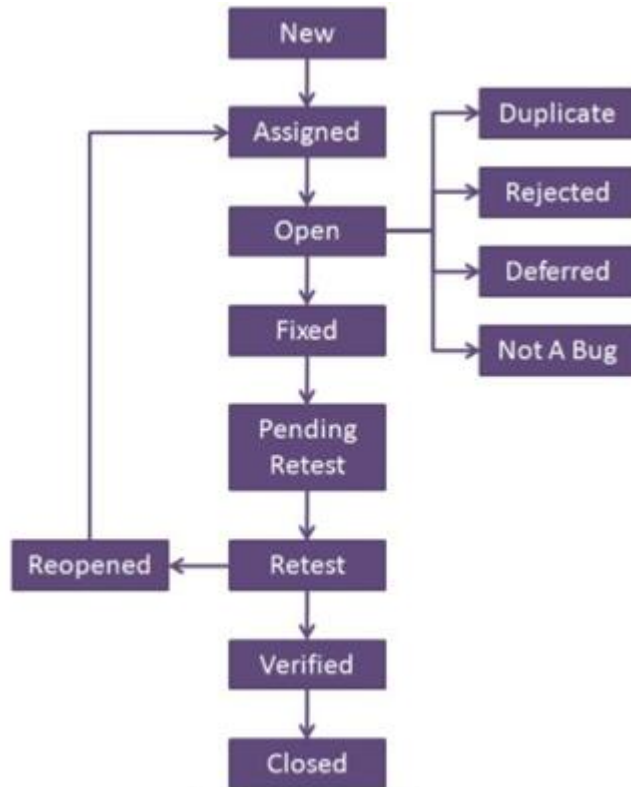 New
Assigned
Duplicate
Rejected
Open
Deferred
Fixed
Not A Bug
Pending
Retest
Reopened
Retest
Verified
Closed